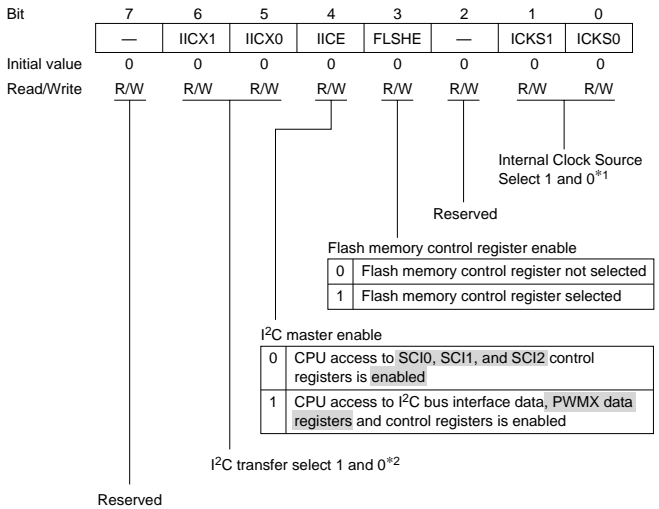 Bit 7 6 5 4 3 2 1 0
— IICX1 IICX0 IICE FLSHE — ICKS1 ICKS0
Initial value 0 0 0 0 0 0 0 0
Read/Write R/W R/W R/W R/W R/W R/W R/W R/W
Internal Clock Source
Select 1 and 0*1
Reserved
Flash memory control register enable
0 Flash memory control register not selected
1 Flash memory control register selected
I2C master enable
0 CPU access to SCI0, SCI1, and SCI2 control
registers is enabled
1 CPU access to I2C bus interface data, PWMX data
registers and control registers is enabled
I2C transfer select 1 and 0*2
Reserved